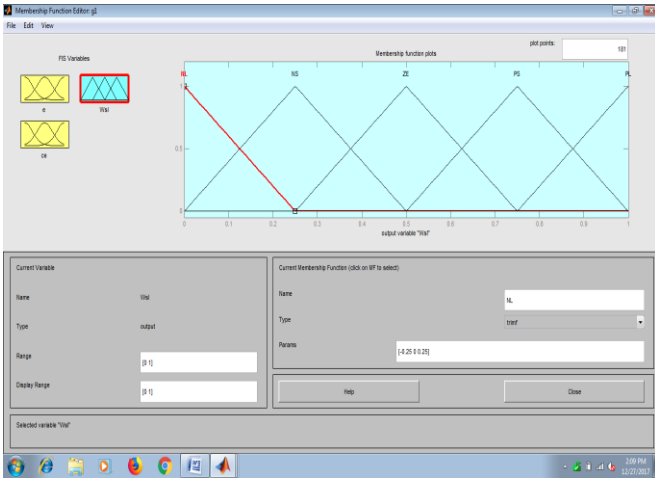 Membership Function Editor: g1
File Edit View
FIS Variables
Membership function plots
plot points:
181
e
Wsl
ce
NL NS ZE PS PL
1
0.5
0
0 0.1 0.2 0.3 0.4 0.5 0.6 0.7 0.8 0.9 1
output variable "Wsl"
Current Variable
Name Wsl
Type output
Range [0 1]
Display Range [0 1]
Current Membership Function (click on MF to select)
Name NL
Type trimf
Params [-0.25 0 0.25]
Help Close
Selected variable "Wsl"
2:09 PM
12/27/2017